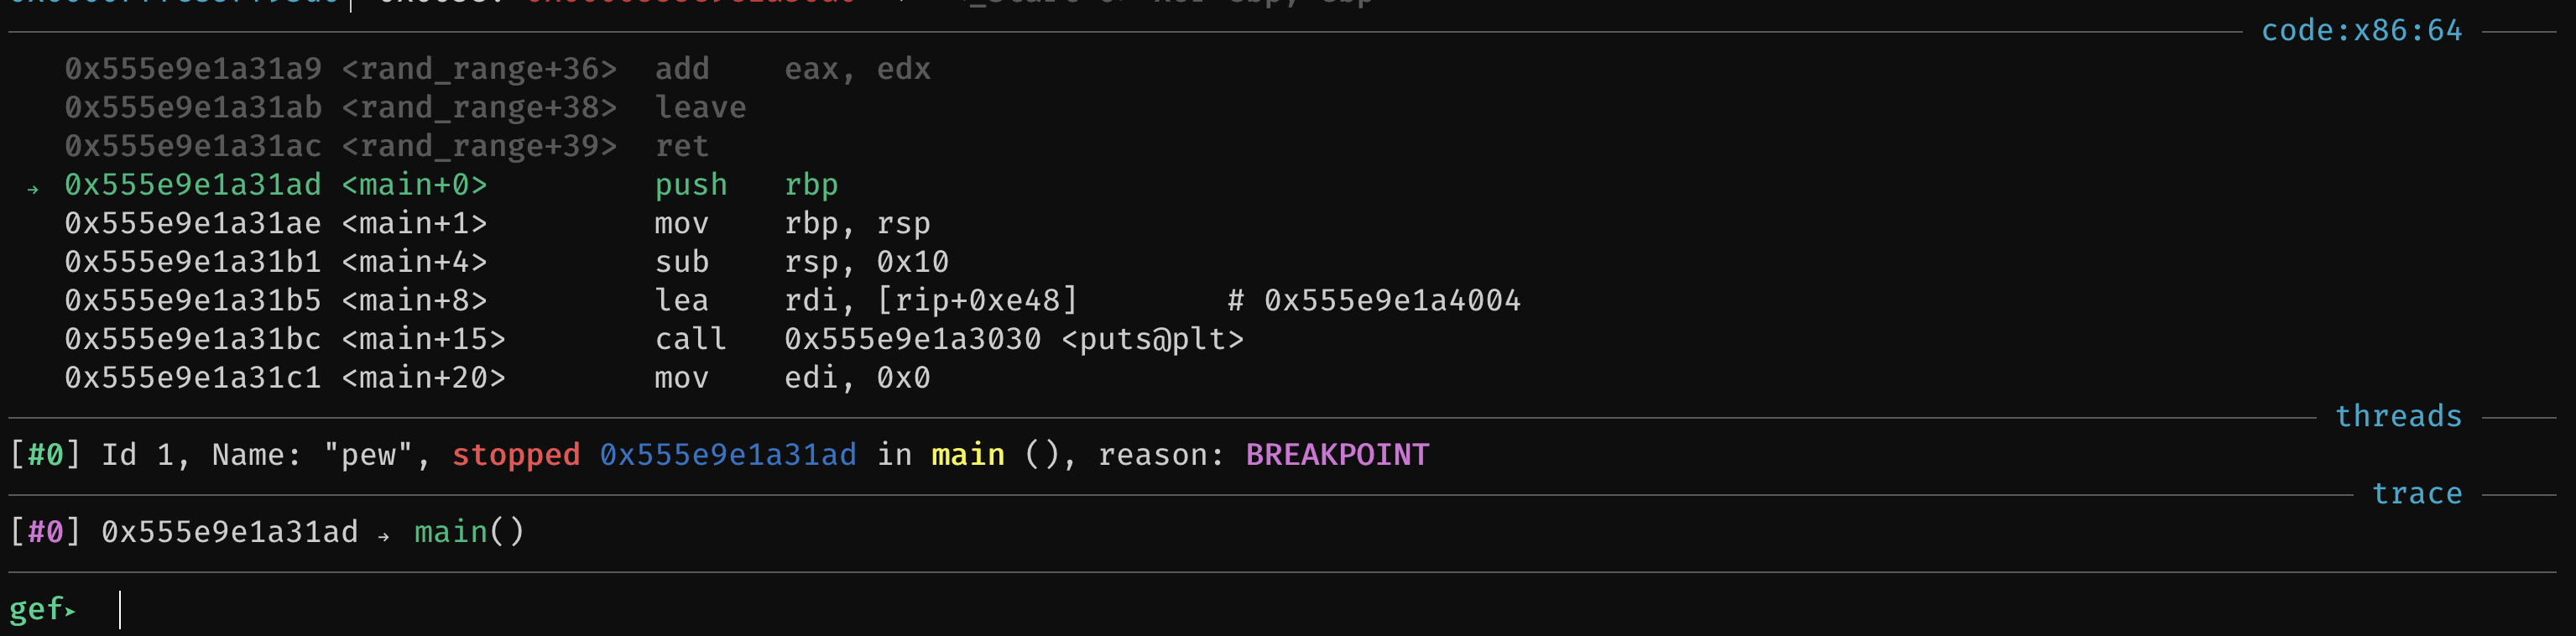 code:x86:64
0x555e9e1a31a9 <rand_range+36> add eax, edx
0x555e9e1a31ab <rand_range+38> leave
0x555e9e1a31ac <rand_range+39> ret
→ 0x555e9e1a31ad <main+0> push rbp
0x555e9e1a31ae <main+1> mov rbp, rsp
0x555e9e1a31b1 <main+4> sub rsp, 0x10
0x555e9e1a31b5 <main+8> lea rdi, [rip+0xe48] # 0x555e9e1a4004
0x555e9e1a31bc <main+15> call 0x555e9e1a3030 <puts@plt>
0x555e9e1a31c1 <main+20> mov edi, 0x0
threads
[#0] Id 1, Name: "pew", stopped 0x555e9e1a31ad in main (), reason: BREAKPOINT
trace
[#0] 0x555e9e1a31ad → main()
gef➤